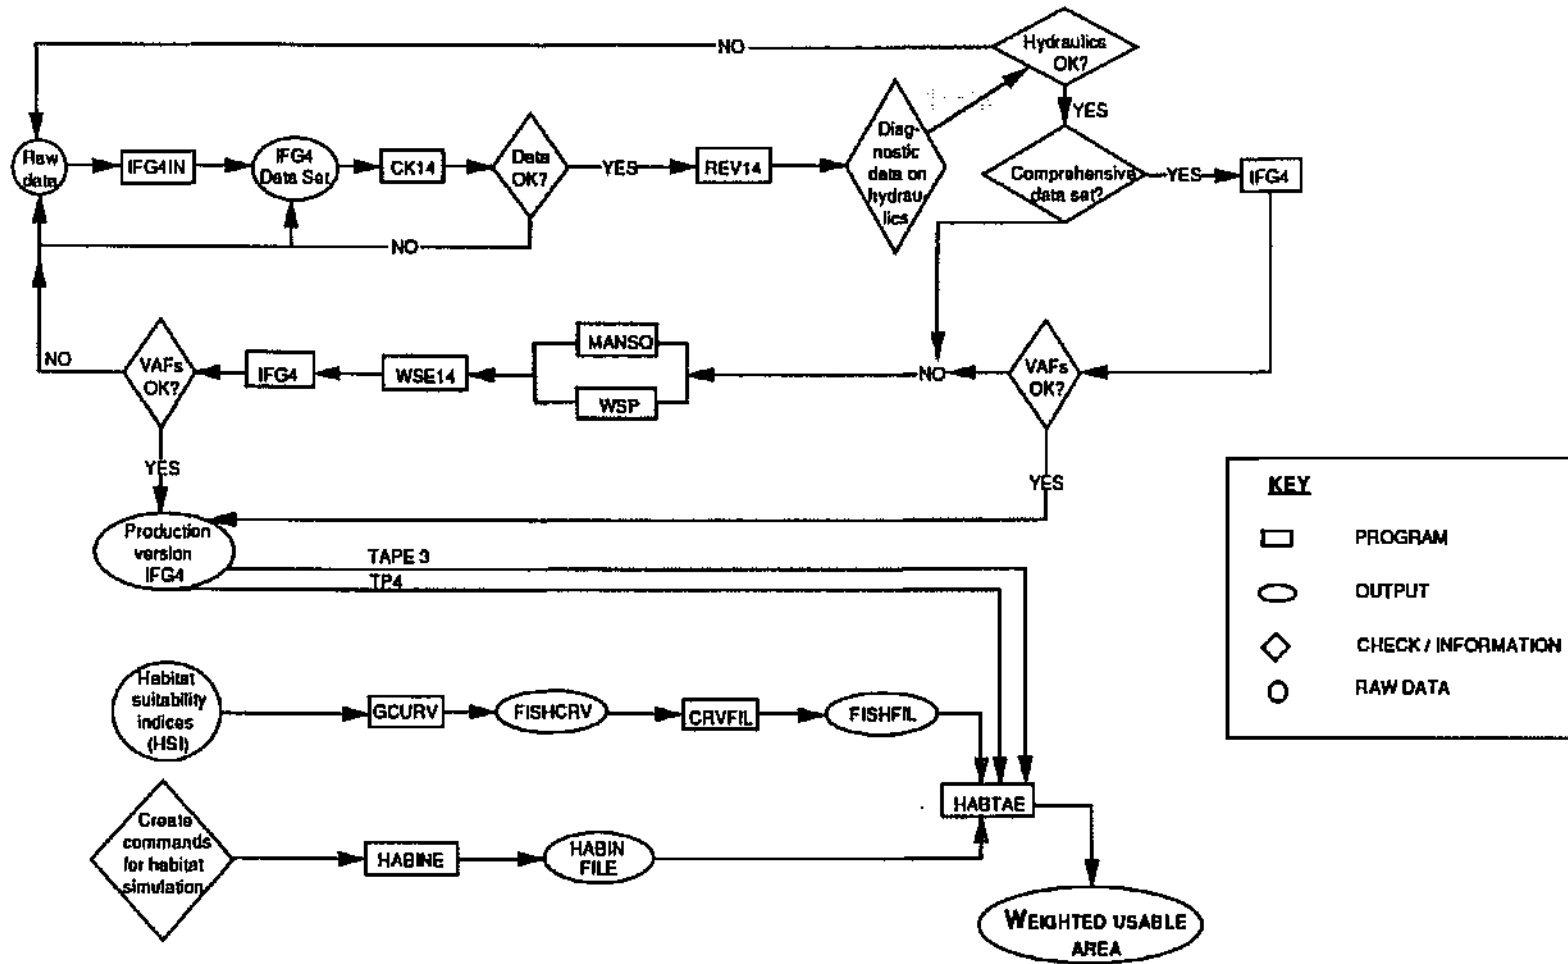 NO
Hydraulics
OK?
YES
Raw
data
IFG4IN
IFG4
Data Set
CK14
Data
OK?
YES
REV14
Diag-
nostic
data on
hydrau-
lics
Comprehensive
data set?
YES
IFG4
NO
NO
VAFs
OK?
IFG4
WSE14
MANSQ
WSP
NO
VAFs
OK?
YES
YES
Production
version
IFG4
TAPE 3
TP4
KEY
PROGRAM
OUTPUT
CHECK / INFORMATION
RAW DATA
Habitat
suitability
indices
(HSI)
GCURV
FISHCRV
CRVFIL
FISHFIL
HABTAE
Create
commands
for habitat
simulation
HABINE
HABIN
FILE
WEIGHTED USABLE
AREA